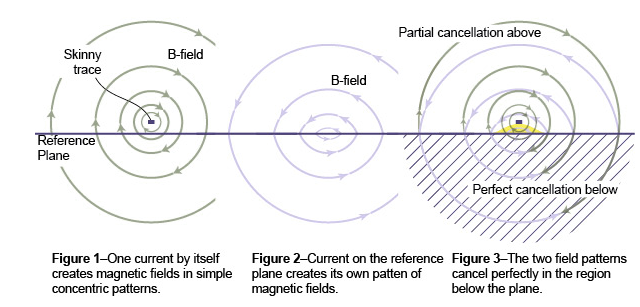 Skinny
trace
B-field
Reference
Plane
B-field
Partial cancellation above
Perfect cancellation below
Figure 1–One current by itself
creates magnetic fields in simple
concentric patterns.
Figure 2–Current on the reference
plane creates its own patten of
magnetic fields.
Figure 3–The two field patterns
cancel perfectly in the region
below the plane.